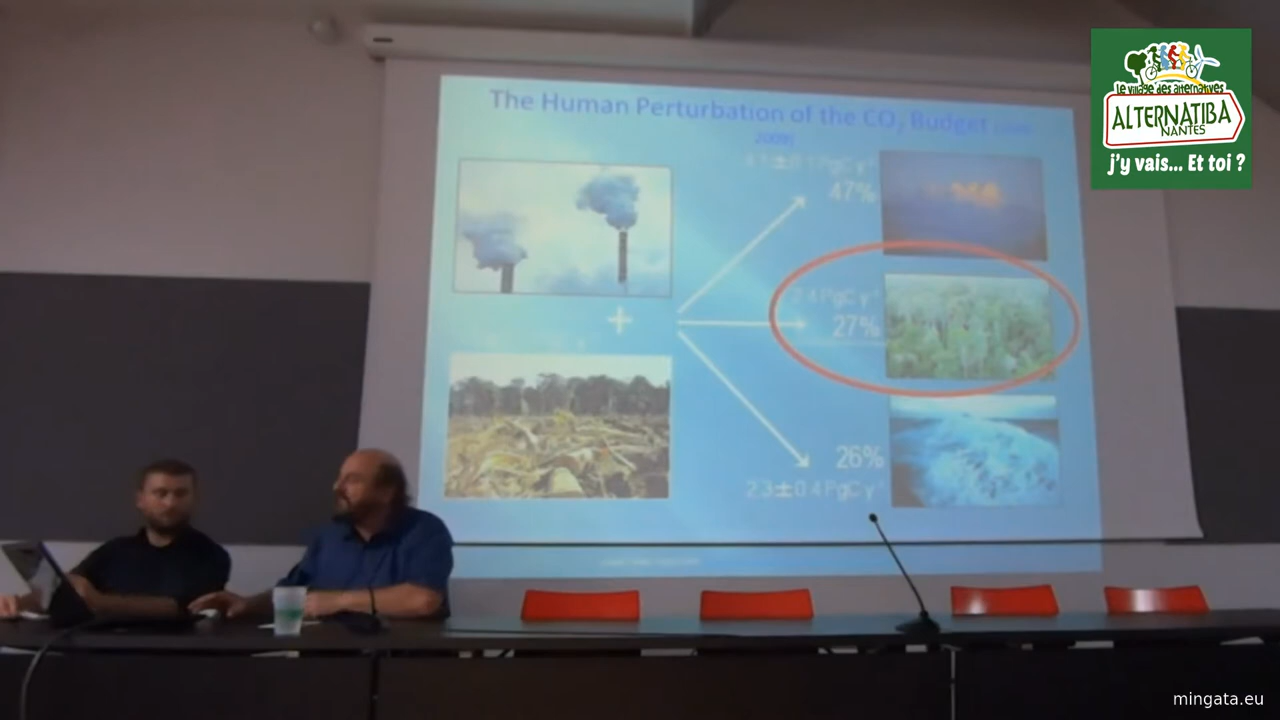 The Human Perturbation of the CO₂ Budget
47%
27%
26%
2.3±0.4 PgC y⁻¹
le village des alternatives
ALTERNATIBA
NANTES
j'y vais... Et toi ?
mingata.eu